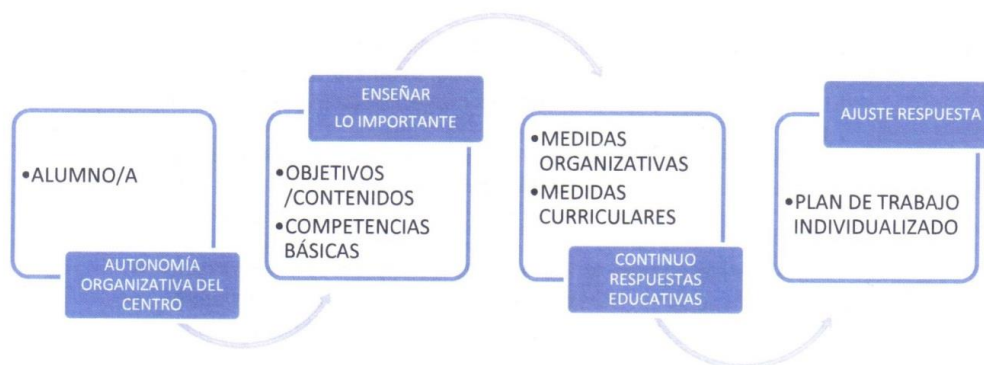 •ALUMNO/A
AUTONOMÍA
ORGANIZATIVA DEL
CENTRO
ENSEÑAR
LO IMPORTANTE
•OBJETIVOS
/CONTENIDOS
•COMPETENCIAS
BÁSICAS
•MEDIDAS
ORGANIZATIVAS
•MEDIDAS
CURRICULARES
CONTINUO
RESPUESTAS
EDUCATIVAS
AJUSTE RESPUESTA
•PLAN DE TRABAJO
INDIVIDUALIZADO